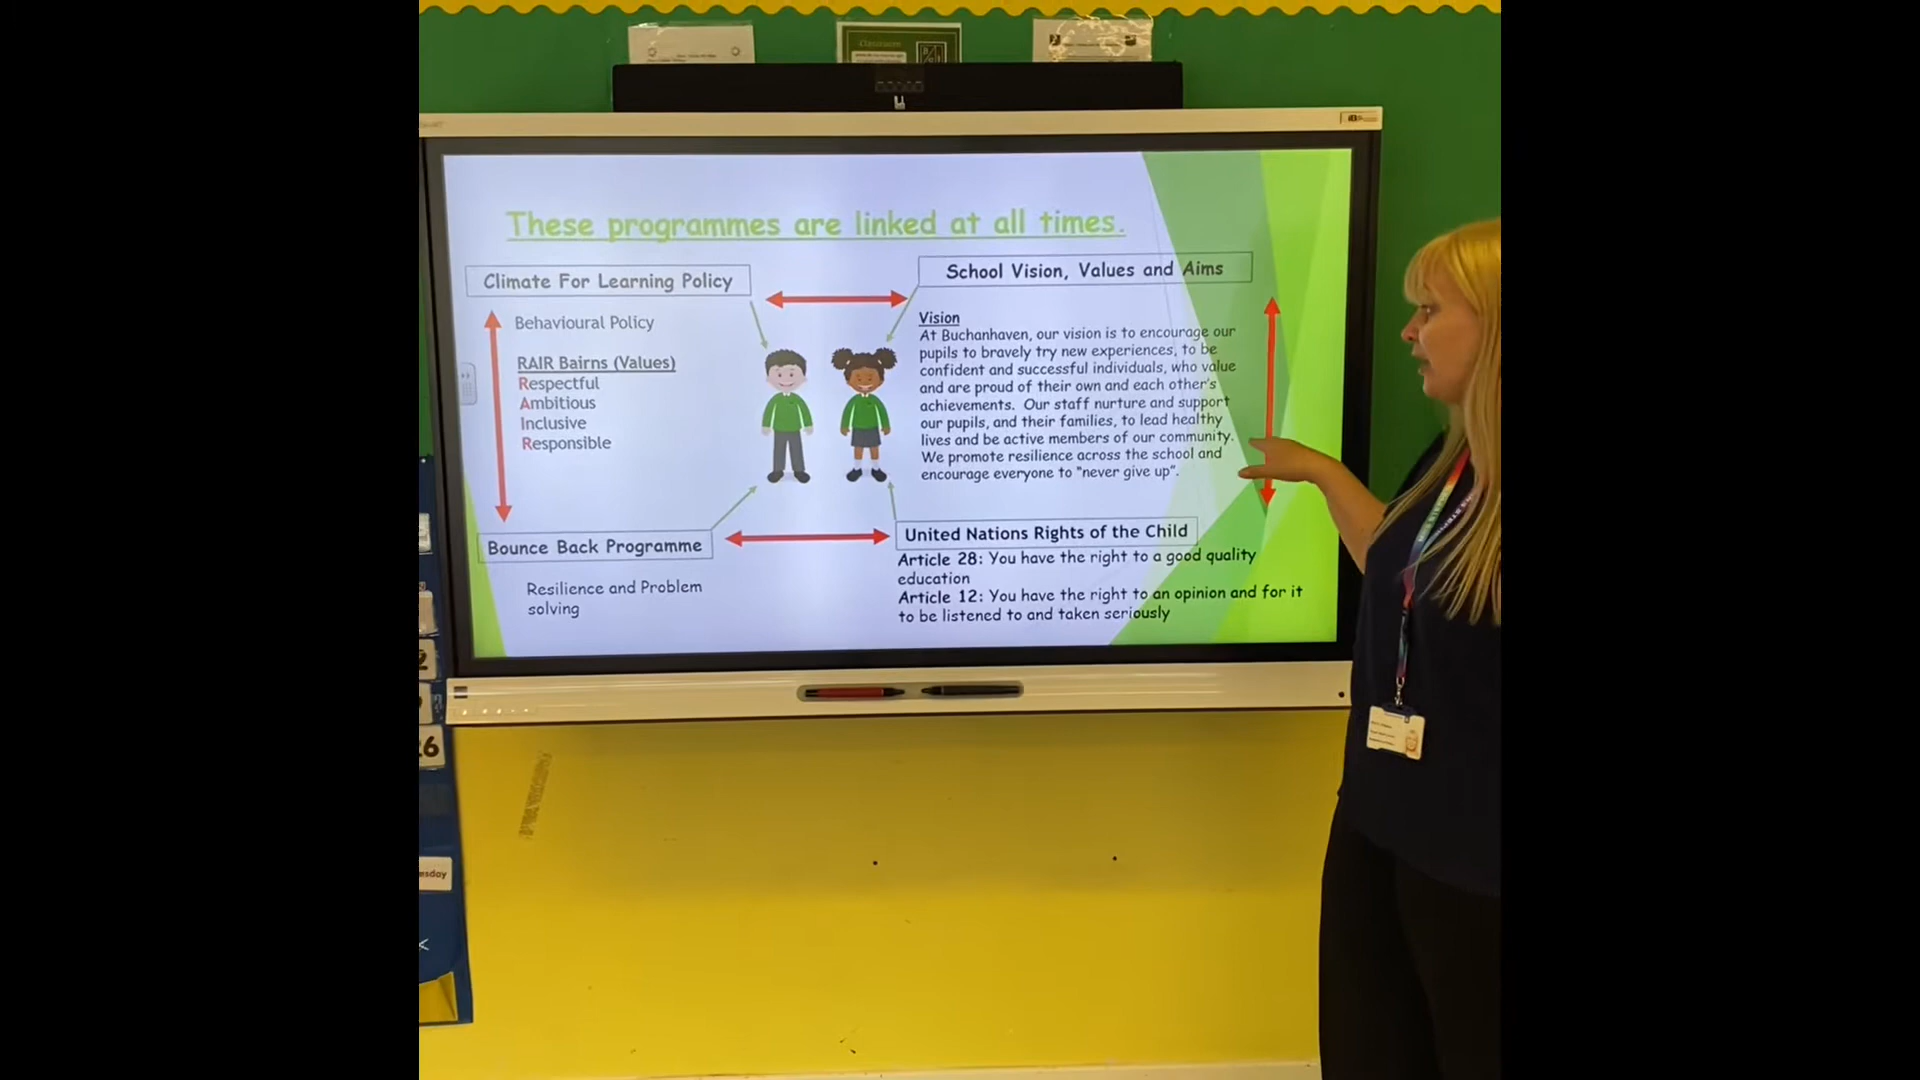 These programmes are linked at all times.
Climate For Learning Policy
Behavioural Policy
RAIR Bairns (Values)
Respectful
Ambitious
Inclusive
Responsible
School Vision, Values and Aims
Vision
At Buchanhaven, our vision is to encourage our
pupils to bravely try new experiences, to be
confident and successful individuals, who value
and are proud of their own and each other's
achievements. Our staff nurture and support
our pupils, and their families, to lead healthy
lives and be active members of our community.
We promote resilience across the school and
encourage everyone to "never give up".
Bounce Back Programme
Resilience and Problem
solving
United Nations Rights of the Child
Article 28: You have the right to a good quality
education
Article 12: You have the right to an opinion and for it
to be listened to and taken seriously
26
esday